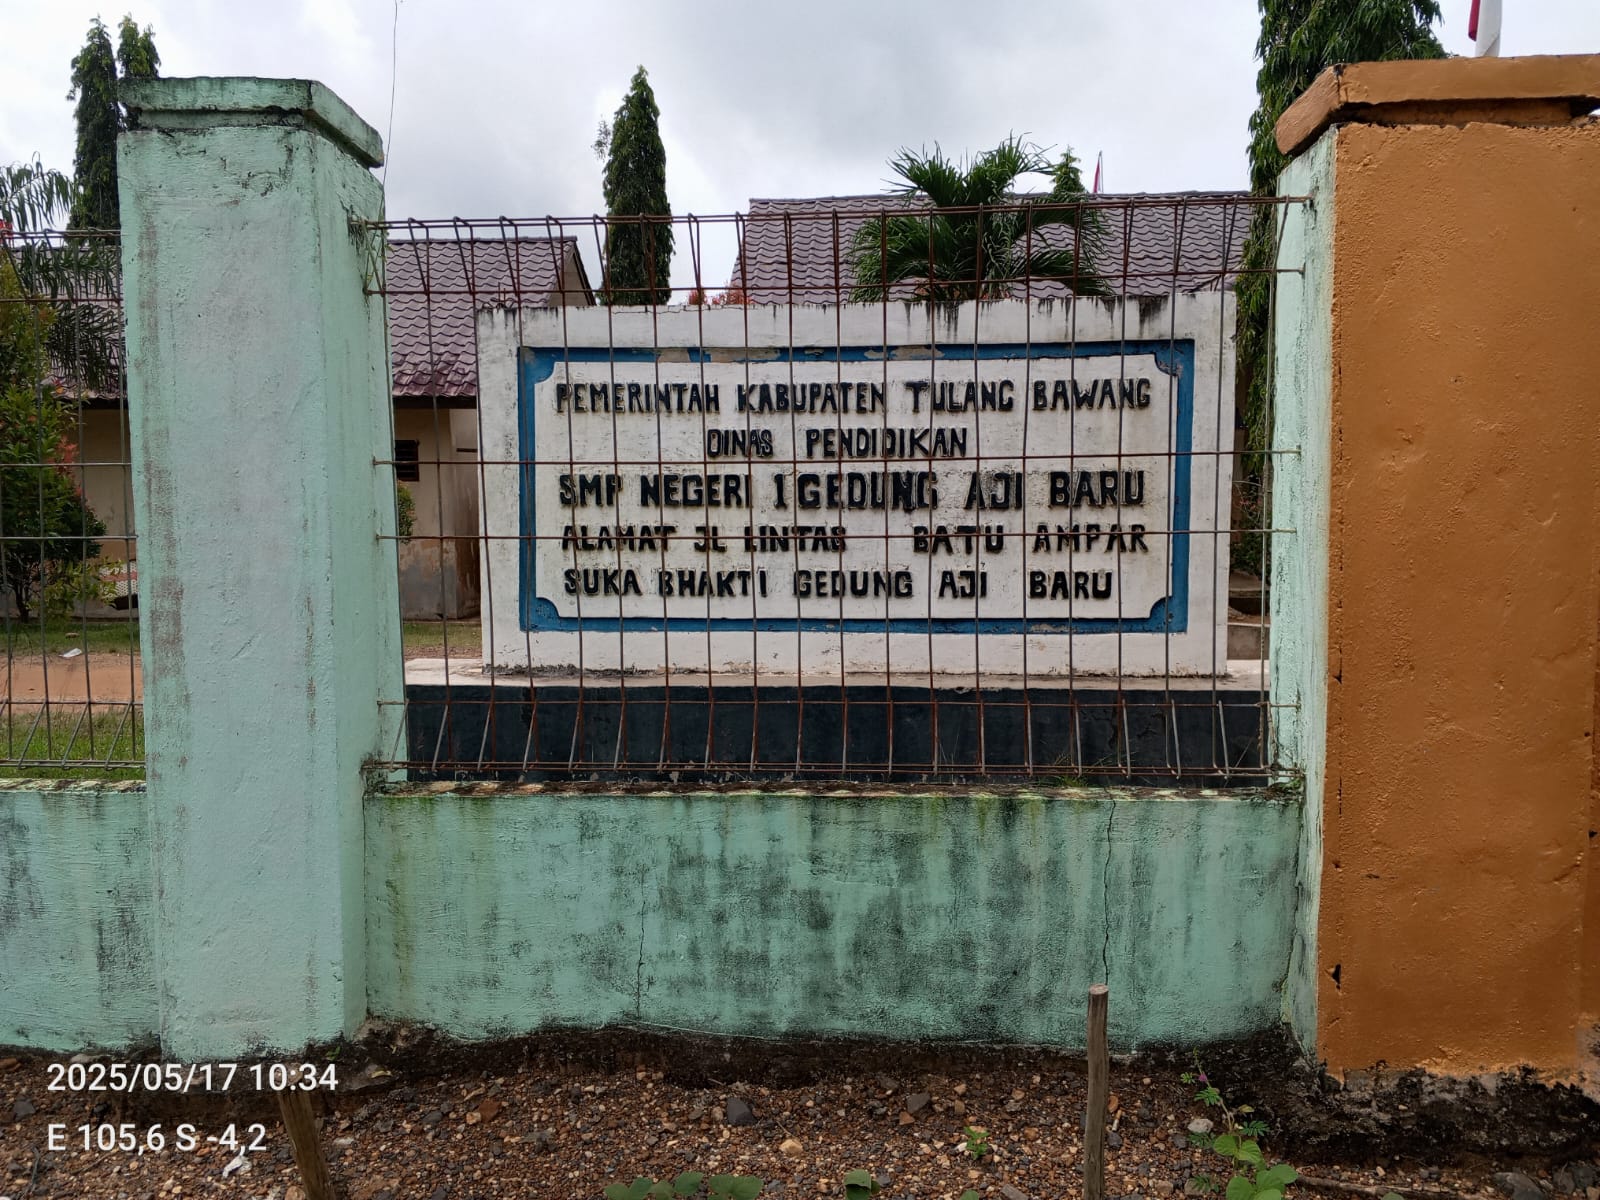 PEMERINTAH KABUPATEN TULANG BAWANG
DINAS PENDIDIKAN
SMP NEGERI 1 GEDUNG AJI BARU
ALAMAT JL LINTAS BATU AMPAR
SUKA BHAKTI GEDUNG AJI BARU
2025/05/17 10:34
E 105,6 S -4,2